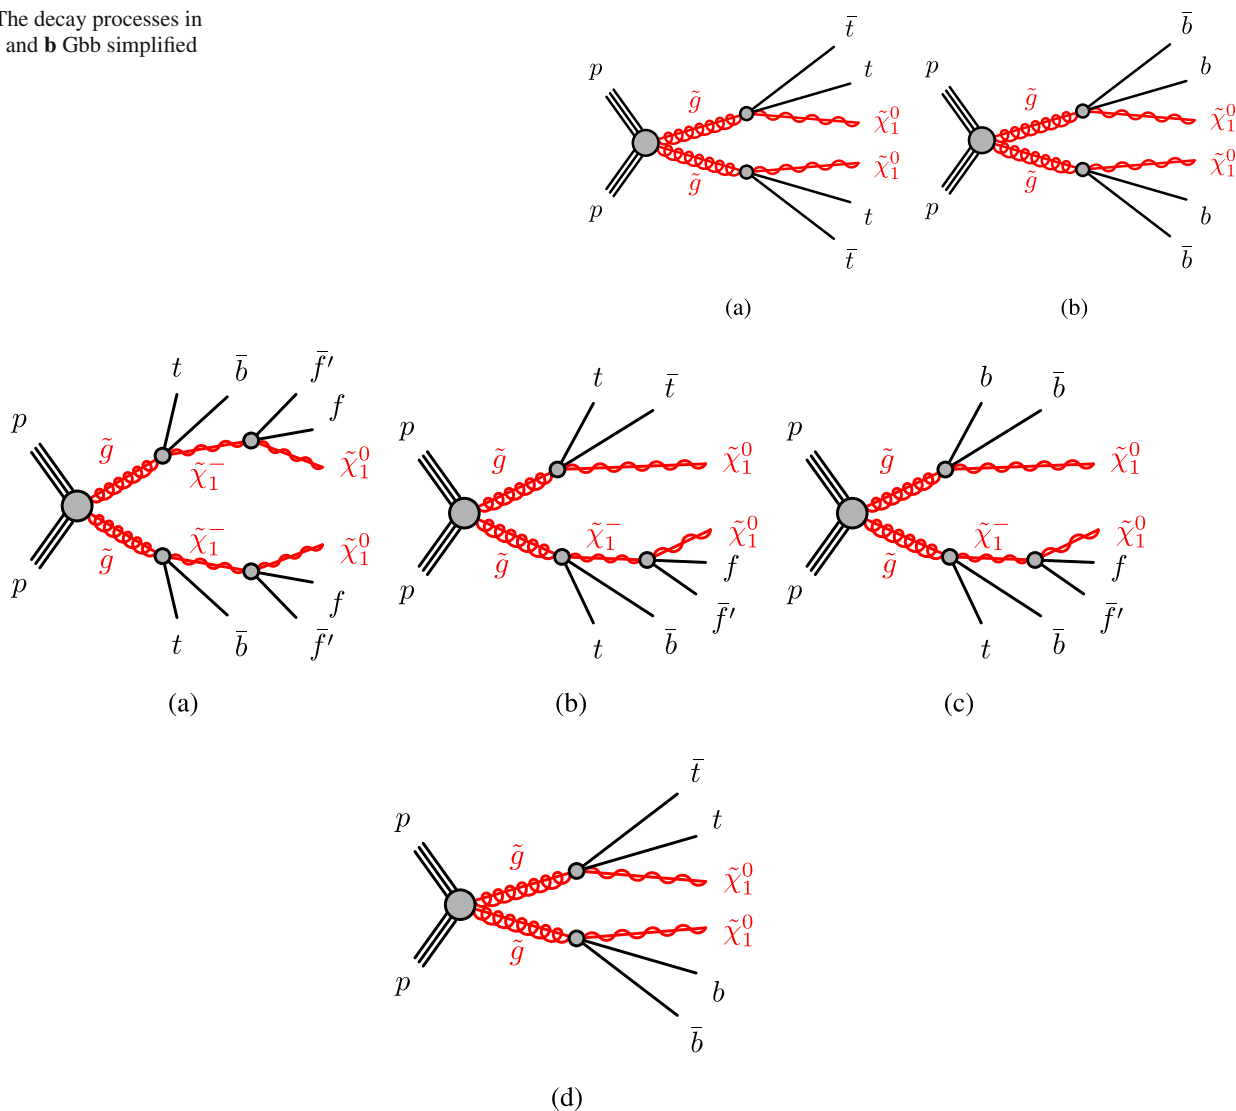 The decay processes in
and b Gbb simplified
p
p
g̃
g̃
t̄
t
χ̃₁⁰
χ̃₁⁰
t
t̄
(a)
p
p
g̃
g̃
b̄
b
χ̃₁⁰
χ̃₁⁰
b
b̄
(b)
p
p
g̃
g̃
t
b̄
f̄′
f
χ̃₁⁻
χ̃₁⁰
χ̃₁⁻
χ̃₁⁰
f
t
b̄
f̄′
(a)
p
p
g̃
g̃
t
t̄
χ̃₁⁰
χ̃₁⁻
χ̃₁⁰
f
f̄′
t
b̄
(b)
p
p
g̃
g̃
b
b̄
χ̃₁⁰
χ̃₁⁻
χ̃₁⁰
f
f̄′
t
b̄
(c)
p
p
g̃
g̃
t̄
t
χ̃₁⁰
χ̃₁⁰
b
b̄
(d)